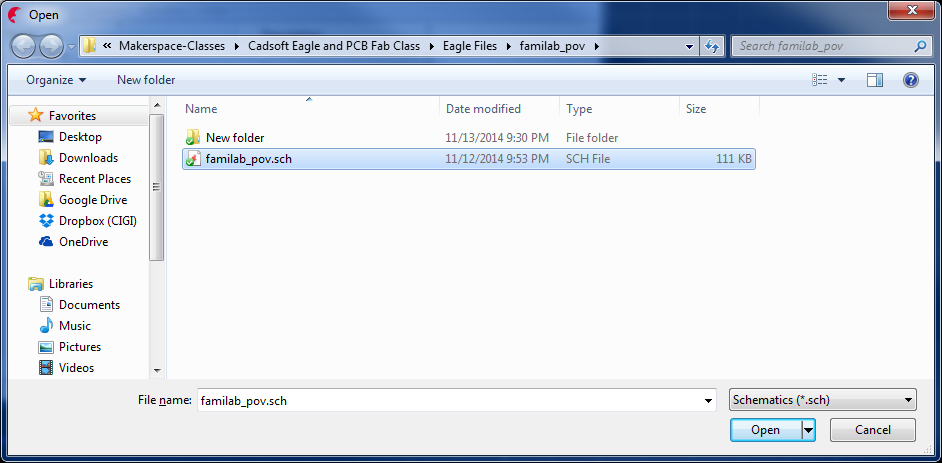 Open
« Makerspace-Classes Cadsoft Eagle and PCB Fab Class Eagle Files familab_pov Search familab_pov
Organize New folder
Name Date modified Type Size
Favorites
Desktop
Downloads
Recent Places
Google Drive
Dropbox (CIGI)
OneDrive
Libraries
Documents
Music
Pictures
Videos
New folder 11/13/2014 9:30 PM File folder
familab_pov.sch 11/12/2014 9:53 PM SCH File 111 KB
File name: familab_pov.sch Schematics (*.sch)
Open Cancel